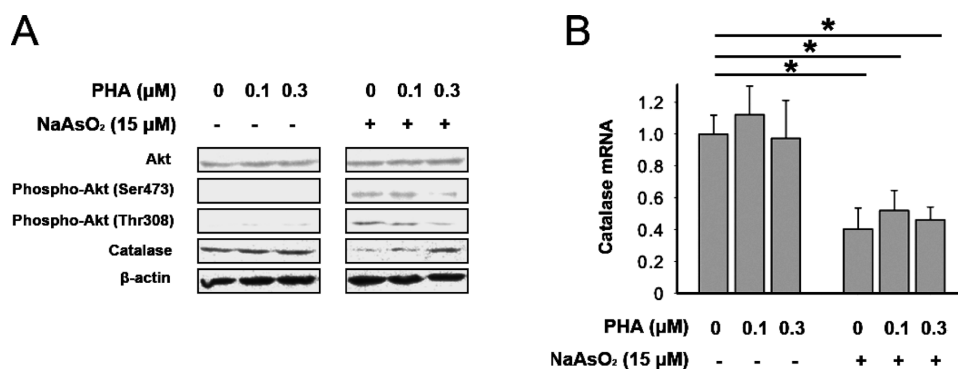 A
PHA (µM) 0 0.1 0.3 0 0.1 0.3
NaAsO₂ (15 µM) - - - + + +
Akt
Phospho-Akt (Ser473)
Phospho-Akt (Thr308)
Catalase
β-actin
B
*
*
*
Catalase mRNA
1.2
1.0
0.8
0.6
0.4
0.2
0
PHA (µM) 0 0.1 0.3 0 0.1 0.3
NaAsO₂ (15 µM) - - - + + +